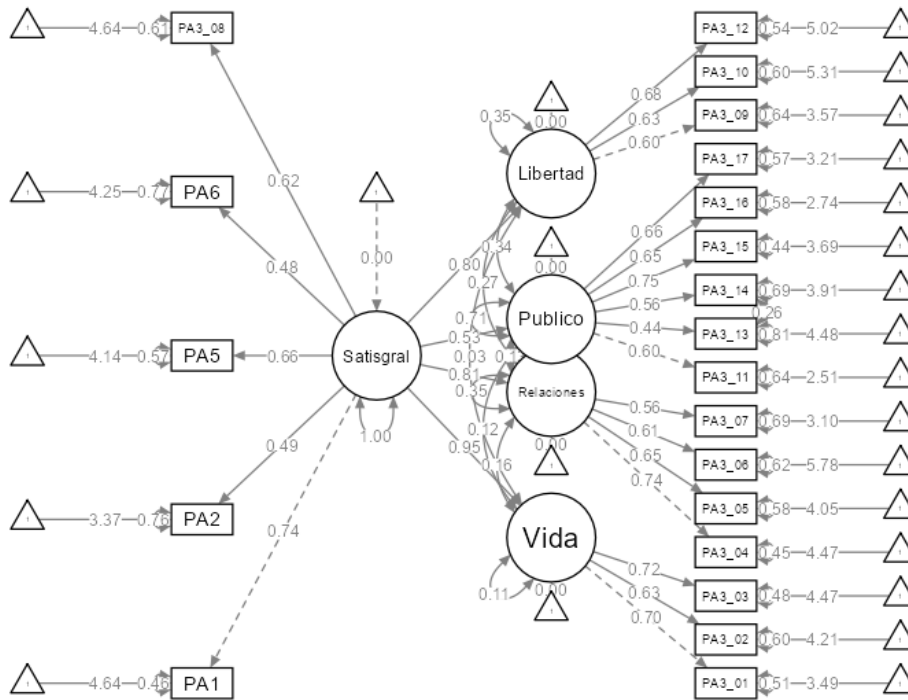 4.64 0.61 PA3_08
4.25 0.77 PA6
4.14 0.57 PA5
3.37 0.76 PA2
4.64 0.46 PA1
0.62
0.48
0.66
0.49
0.74
0.00
Satisgral
1.00
0.80
0.53
0.81
0.95
0.35
0.00
Libertad
0.34
0.27
0.71
0.03
0.35
0.12
0.16
0.00
Publico
Relaciones
0.00
Vida
0.11
0.00
0.68
0.63
0.60
0.66
0.65
0.75
0.56
0.44
0.60
0.56
0.61
0.65
0.74
0.72
0.63
0.70
PA3_12 0.54 5.02
PA3_10 0.60 5.31
PA3_09 0.64 3.57
PA3_17 0.57 3.21
PA3_16 0.58 2.74
PA3_15 0.44 3.69
PA3_14 0.69 3.91
0.26
PA3_13 0.81 4.48
PA3_11 0.64 2.51
PA3_07 0.69 3.10
PA3_06 0.62 5.78
PA3_05 0.58 4.05
PA3_04 0.45 4.47
PA3_03 0.48 4.47
PA3_02 0.60 4.21
PA3_01 0.51 3.49